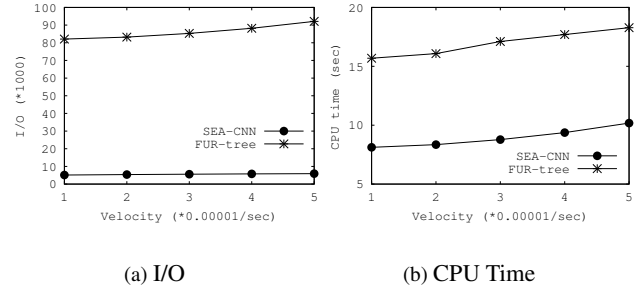 100
90
80
70
60
50
40
30
20
10
0
I/O (*1000)
SEA-CNN
FUR-tree
1 2 3 4 5
Velocity (*0.00001/sec)
(a) I/O
20
15
10
5
CPU time (sec)
SEA-CNN
FUR-tree
1 2 3 4 5
Velocity (*0.00001/sec)
(b) CPU Time